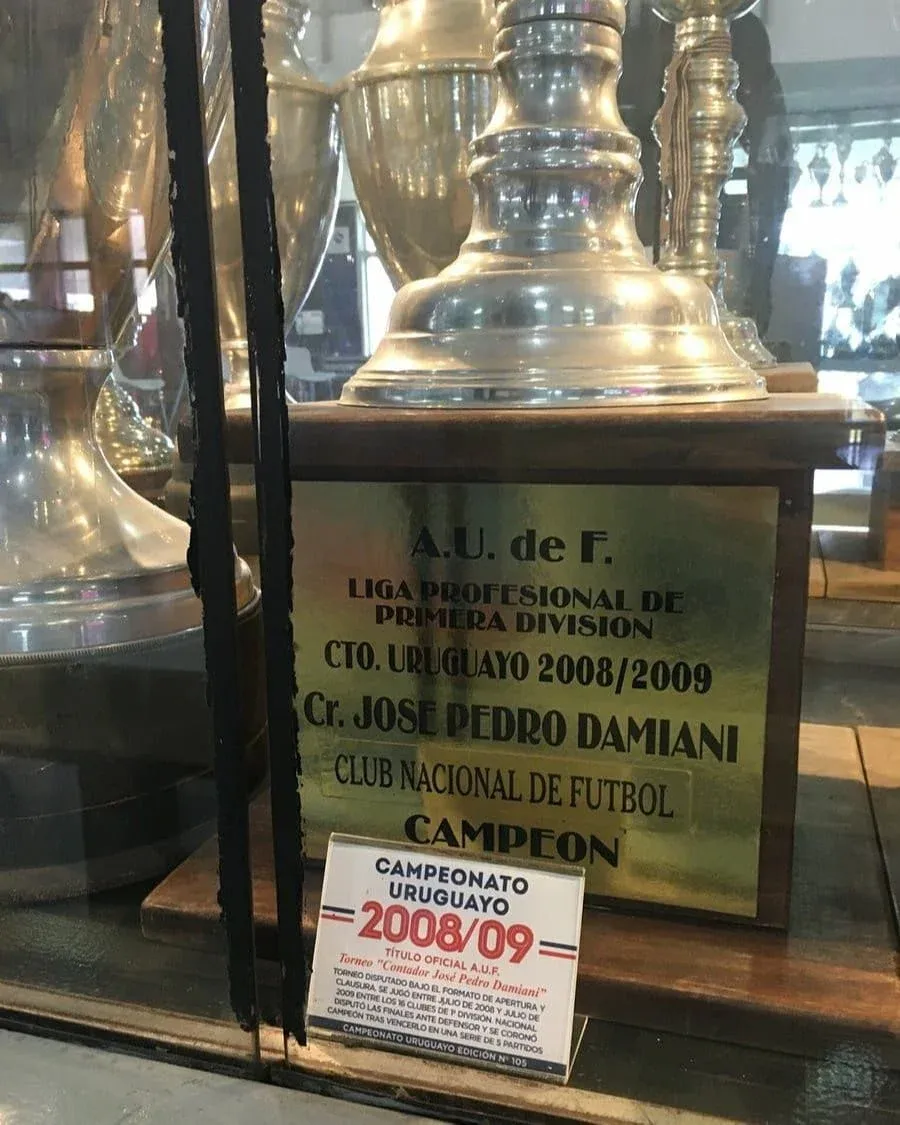 A.U. de F.
LIGA PROFESIONAL DE
PRIMERA DIVISION
CTO. URUGUAYO 2008/2009
Cr. JOSE PEDRO DAMIANI
CLUB NACIONAL DE FUTBOL
CAMPEON
CAMPEONATO
URUGUAYO
2008/09
TÍTULO OFICIAL A.U.F.
Torneo "Contador José Pedro Damiani"
TORNEO DISPUTADO BAJO EL FORMATO DE APERTURA Y
CLAUSURA. SE JUGÓ ENTRE JULIO DE 2008 Y JULIO DE
2009 ENTRE LOS 16 CLUBES DE 1ª DIVISIÓN. NACIONAL
DISPUTÓ LAS FINALES ANTE DEFENSOR Y SE CORONÓ
CAMPEÓN TRAS VENCERLO EN UNA SERIE DE 5 PARTIDOS
CAMPEONATO URUGUAYO EDICIÓN Nº 105